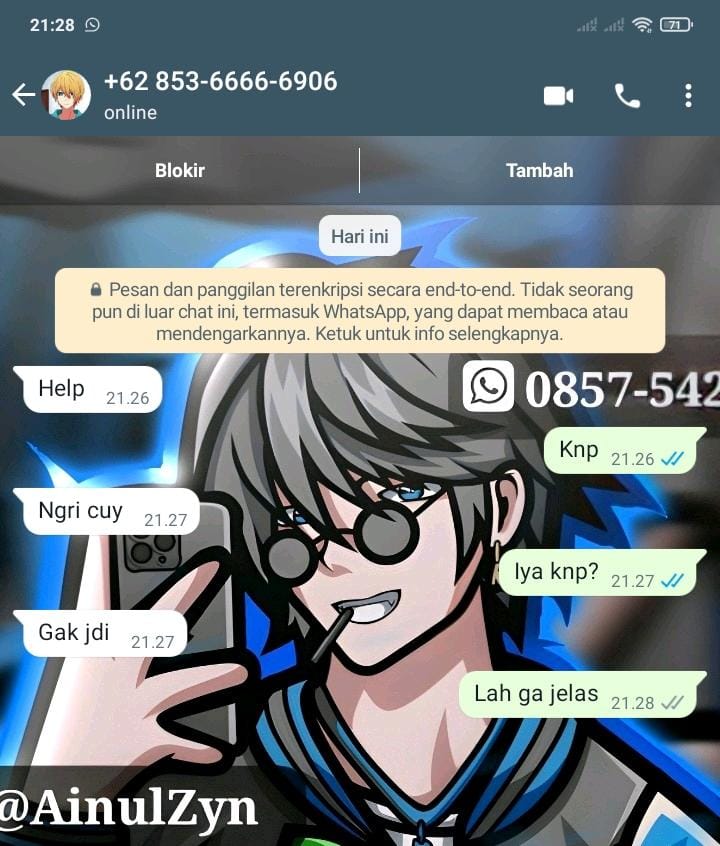 21:28
71
+62 853-6666-6906
online
Blokir
Tambah
Hari ini
Pesan dan panggilan terenkripsi secara end-to-end. Tidak seorang
pun di luar chat ini, termasuk WhatsApp, yang dapat membaca atau
mendengarkannya. Ketuk untuk info selengkapnya.
Help 21.26
0857-542
Knp 21.26
Ngri cuy 21.27
Iya knp? 21.27
Gak jdi 21.27
Lah ga jelas 21.28
@AinulZyn